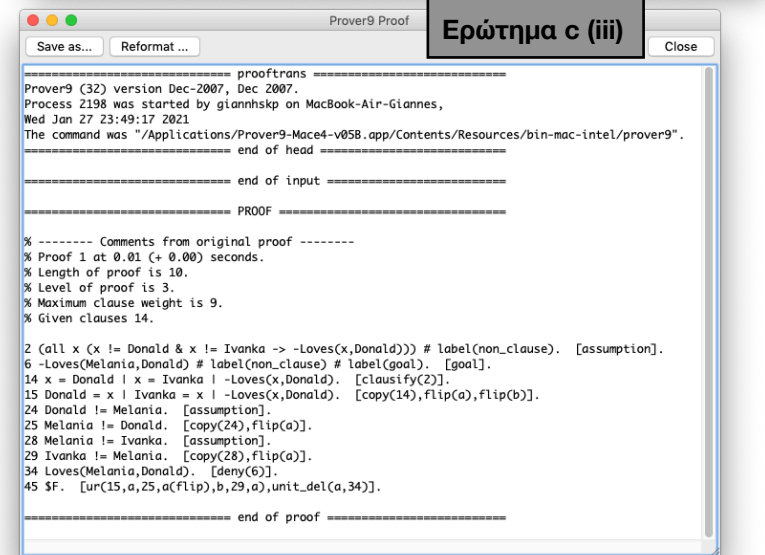 Prover9 Proof
Ερώτημα c (iii)
Save as...
Reformat ...
Close
============================== prooftrans ============================
Prover9 (32) version Dec-2007, Dec 2007.
Process 2198 was started by giannhskp on MacBook-Air-Giannes,
Wed Jan 27 23:49:17 2021
The command was "/Applications/Prover9-Mace4-v05B.app/Contents/Resources/bin-mac-intel/prover9".
============================== end of head ===========================
============================== end of input ==========================
============================== PROOF =================================
% -------- Comments from original proof --------
% Proof 1 at 0.01 (+ 0.00) seconds.
% Length of proof is 10.
% Level of proof is 3.
% Maximum clause weight is 9.
% Given clauses 14.
2 (all x (x != Donald & x != Ivanka -> -Loves(x,Donald))) # label(non_clause).  [assumption].
6 -Loves(Melania,Donald) # label(non_clause) # label(goal).  [goal].
14 x = Donald | x = Ivanka | -Loves(x,Donald).  [clausify(2)].
15 Donald = x | Ivanka = x | -Loves(x,Donald).  [copy(14),flip(a),flip(b)].
24 Donald != Melania.  [assumption].
25 Melania != Donald.  [copy(24),flip(a)].
28 Melania != Ivanka.  [assumption].
29 Ivanka != Melania.  [copy(28),flip(a)].
34 Loves(Melania,Donald).  [deny(6)].
45 $F.  [ur(15,a,25,a(flip),b,29,a),unit_del(a,34)].
============================== end of proof ==========================